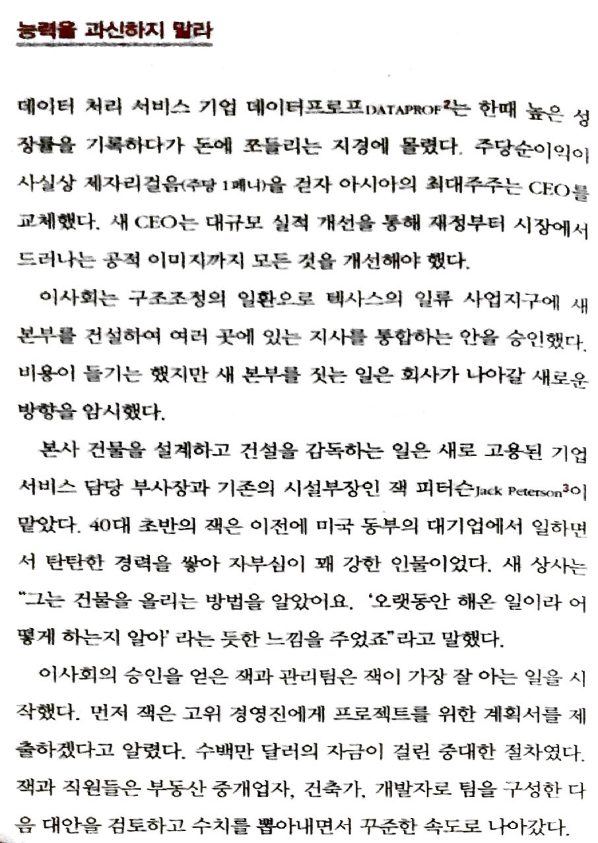 능력을 과신하지 말라
데이터 처리 서비스 기업 데이터프로프DATAPROF²는 한때 높은 성
장률을 기록하다가 돈에 쪼들리는 지경에 몰렸다. 주당순이익이
사실상 제자리걸음(주당 1페니)을 걷자 아시아의 최대주주는 CEO를
교체했다. 새 CEO는 대규모 실적 개선을 통해 재정부터 시장에서
드러나는 공적 이미지까지 모든 것을 개선해야 했다.
이사회는 구조조정의 일환으로 텍사스의 일류 사업지구에 새
본부를 건설하여 여러 곳에 있는 지사를 통합하는 안을 승인했다.
비용이 들기는 했지만 새 본부를 짓는 일은 회사가 나아갈 새로운
방향을 암시했다.
본사 건물을 설계하고 건설을 감독하는 일은 새로 고용된 기업
서비스 담당 부사장과 기존의 시설부장인 잭 피터슨Jack Peterson³이
맡았다. 40대 초반의 잭은 이전에 미국 동부의 대기업에서 일하면
서 탄탄한 경력을 쌓아 자부심이 꽤 강한 인물이었다. 새 상사는
“그는 건물을 올리는 방법을 알았어요. ‘오랫동안 해온 일이라 어
떻게 하는지 알아’ 라는 듯한 느낌을 주었죠”라고 말했다.
이사회의 승인을 얻은 잭과 관리팀은 잭이 가장 잘 아는 일을 시
작했다. 먼저 잭은 고위 경영진에게 프로젝트를 위한 계획서를 제
출하겠다고 알렸다. 수백만 달러의 자금이 걸린 중대한 절차였다.
잭과 직원들은 부동산 중개업자, 건축가, 개발자로 팀을 구성한 다
음 대안을 검토하고 수치를 뽑아내면서 꾸준한 속도로 나아갔다.